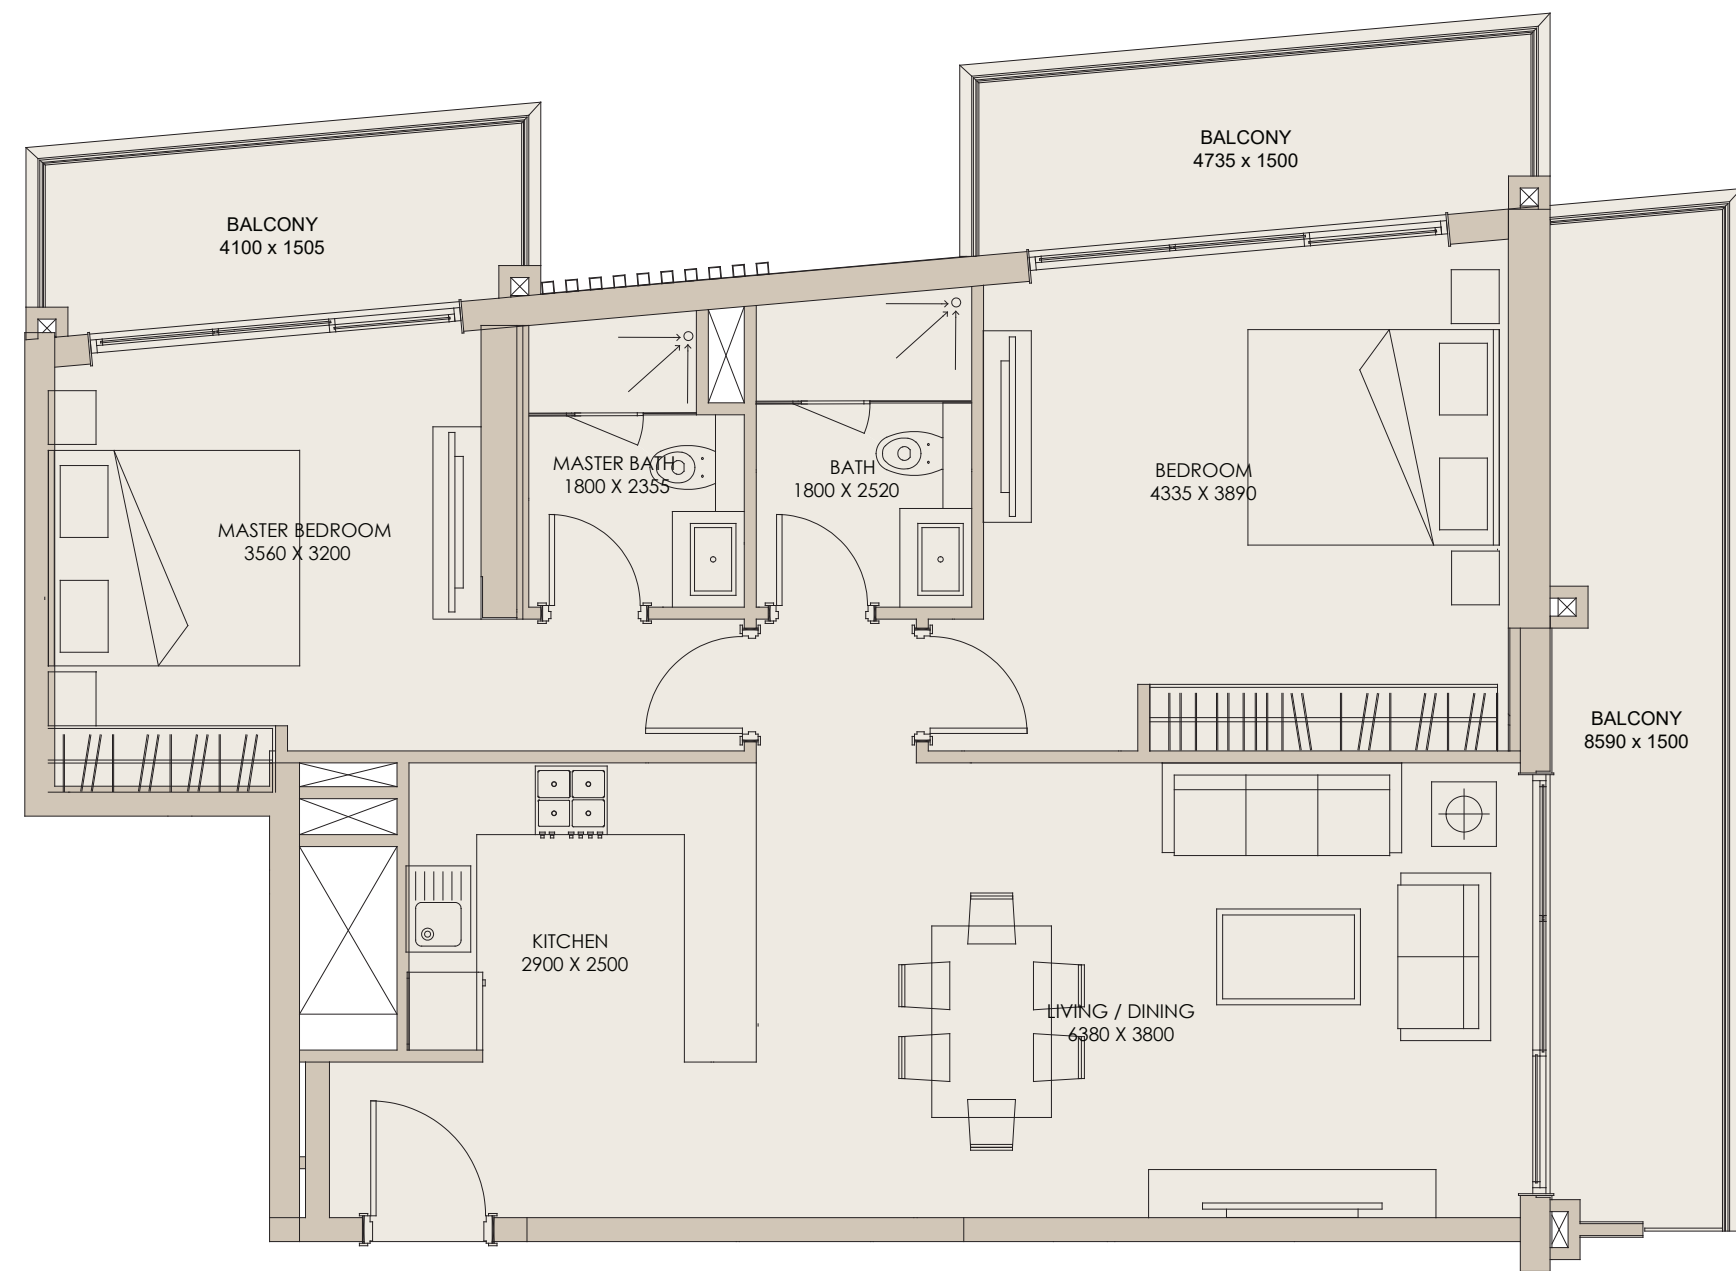 BALCONY
4735 x 1500
BALCONY
4100 x 1505
MASTER BATH
1800 X 2355
BATH
1800 X 2520
BEDROOM
4335 X 3890
MASTER BEDROOM
3560 X 3200
BALCONY
8590 x 1500
KITCHEN
2900 X 2500
LIVING / DINING
6380 X 3800